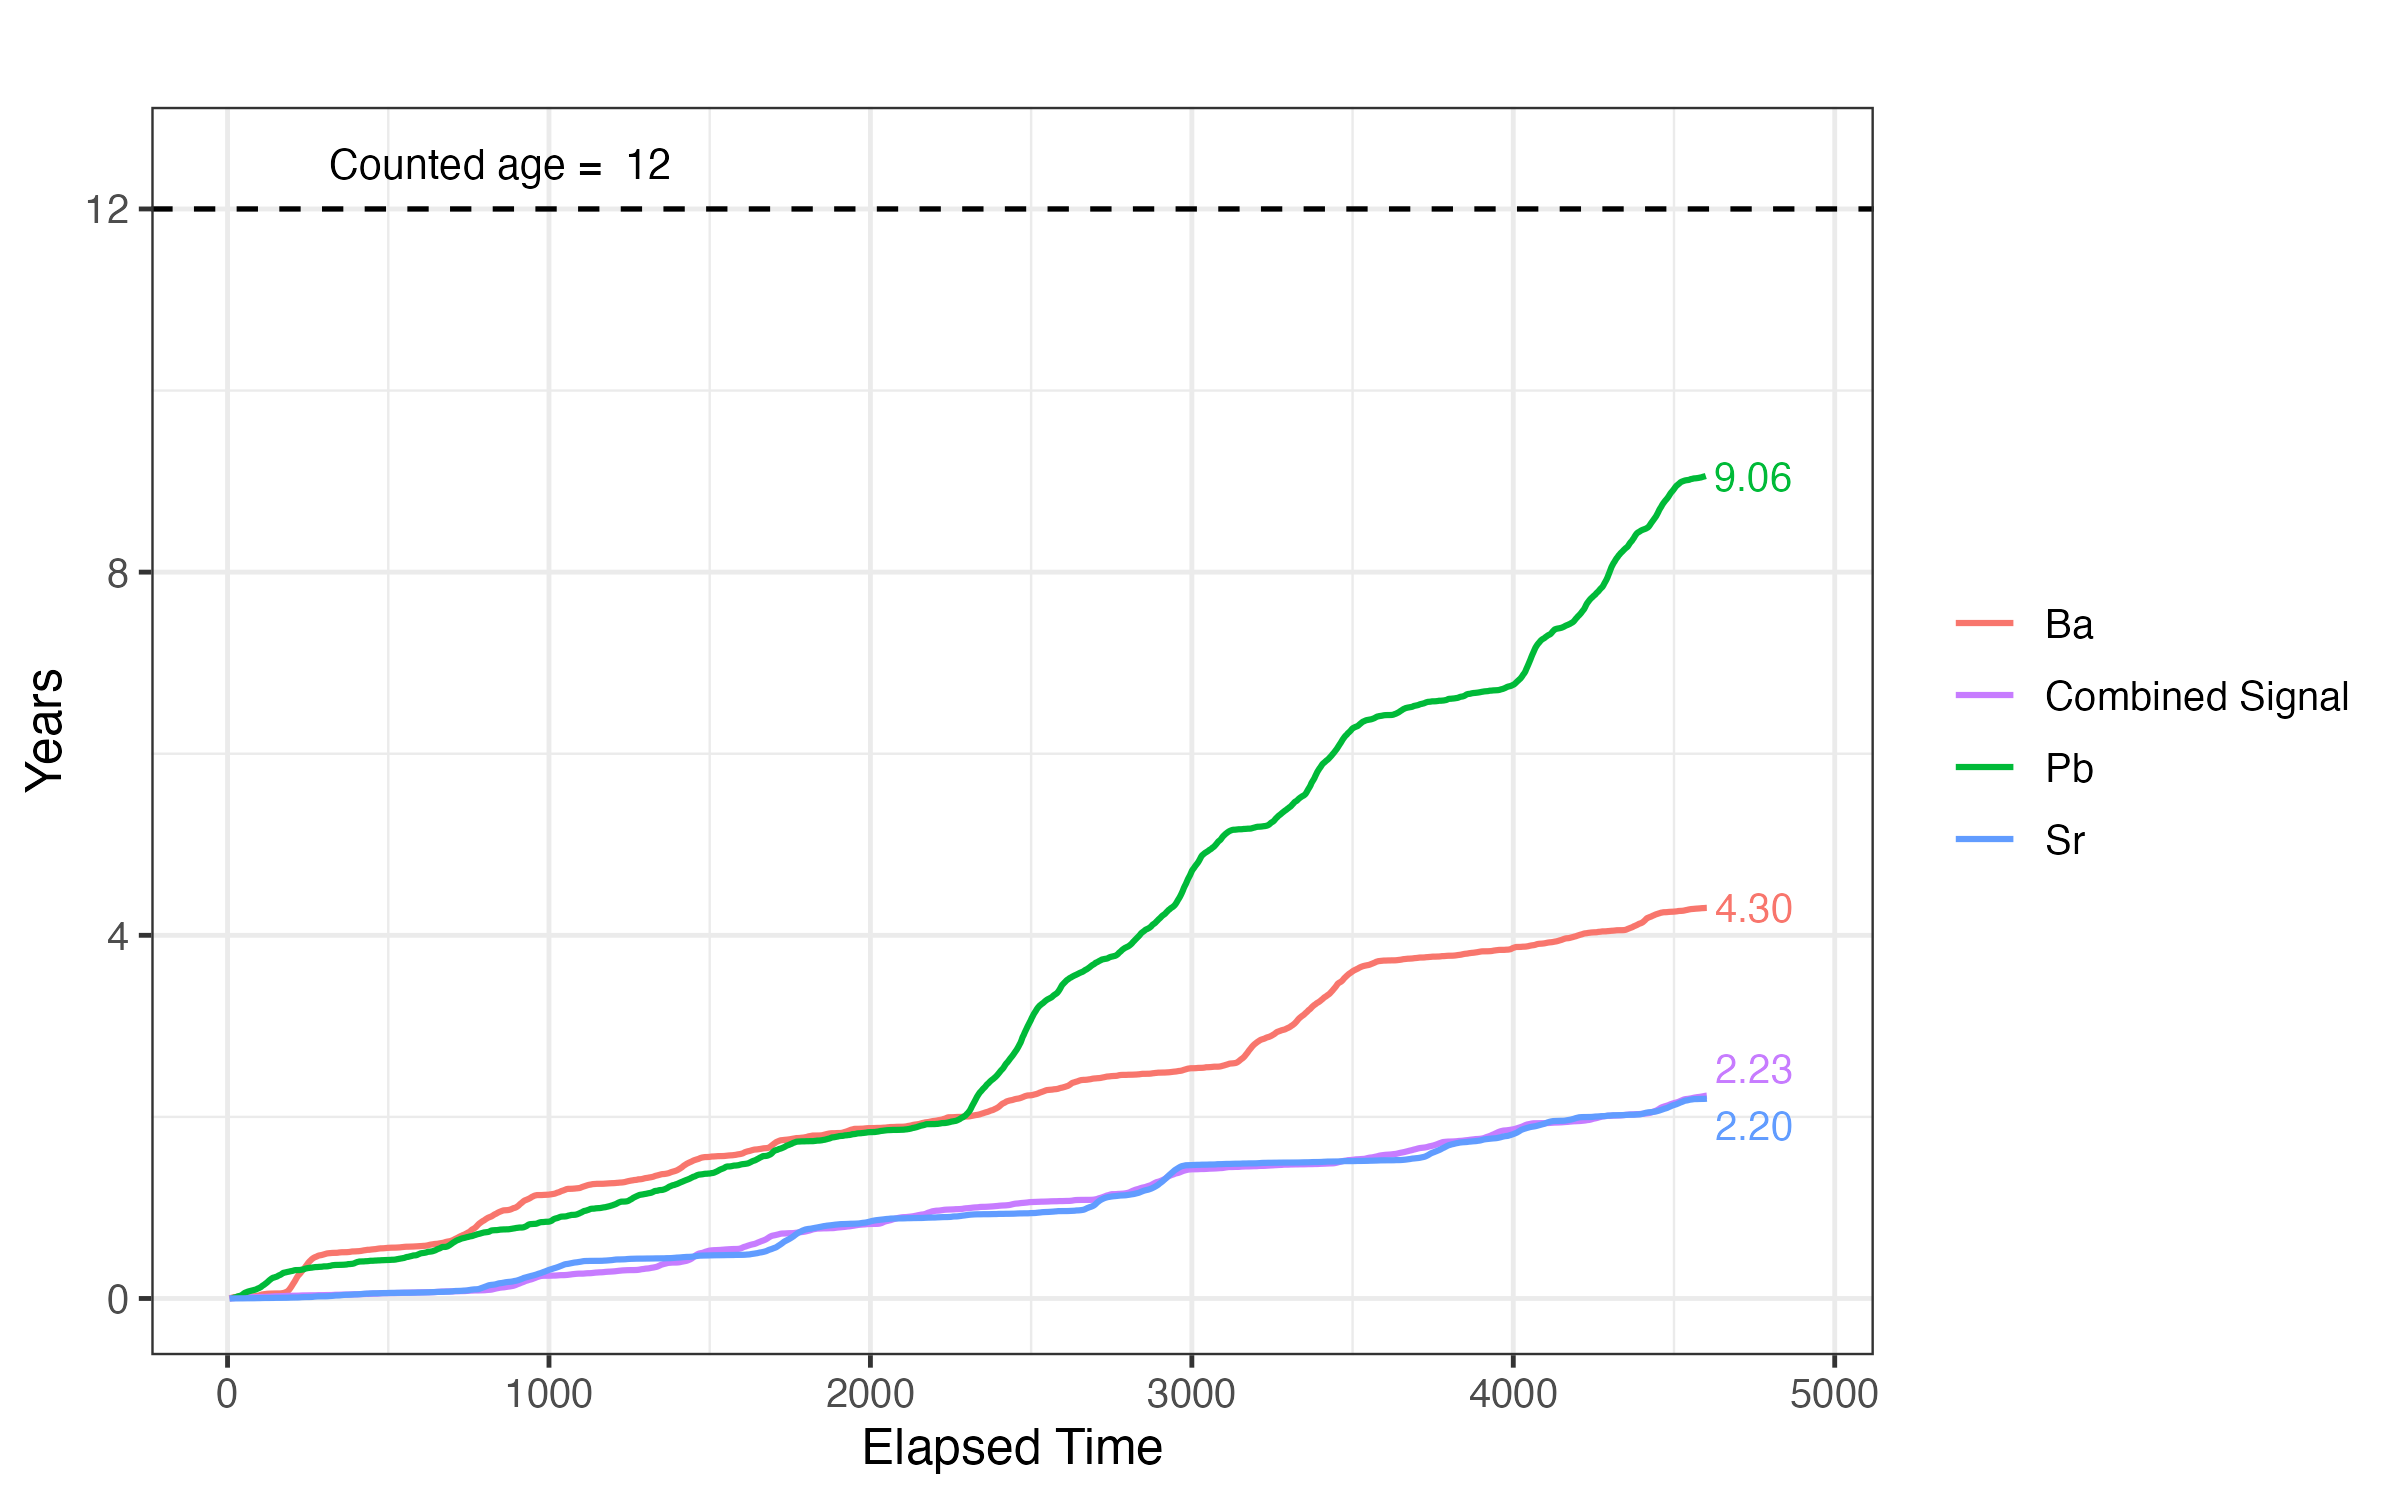 Counted age =  12
12
8
4
0
Years
9.06
4.30
2.23
2.20
0 1000 2000 3000 4000 5000
Elapsed Time
Ba
Combined Signal
Pb
Sr